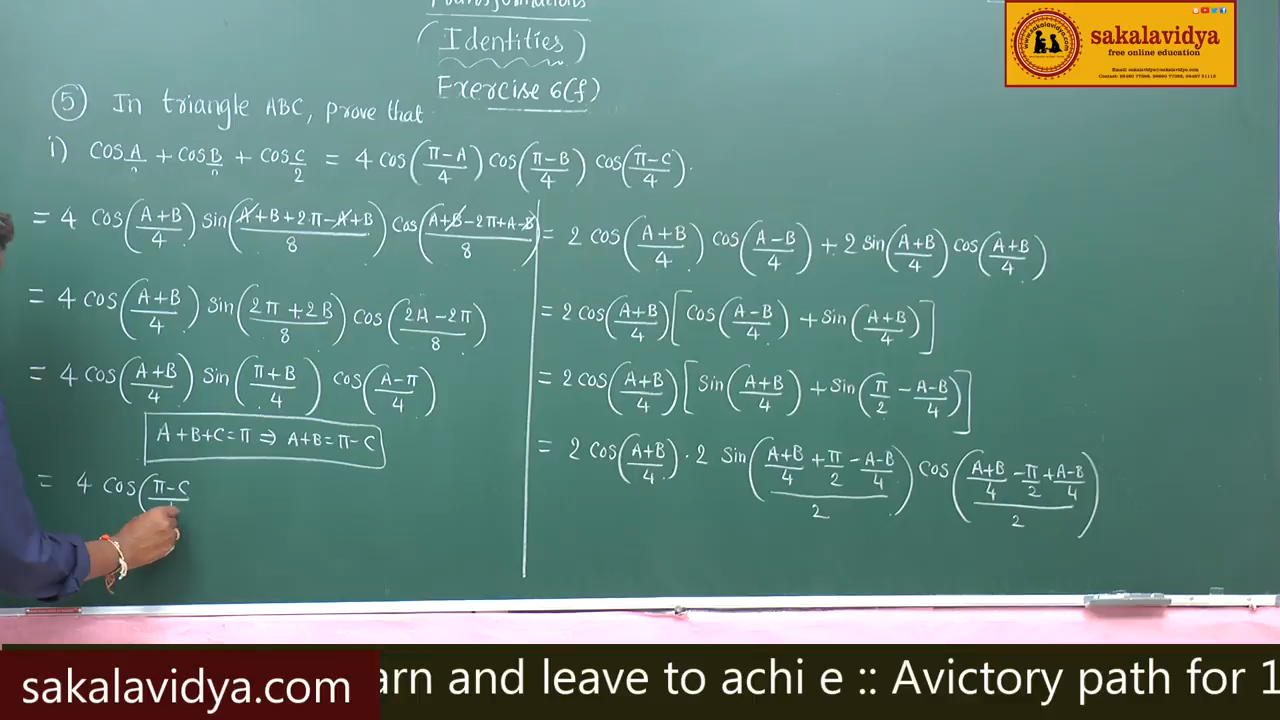 Transformations
(Identities)
Exercise 6(f)
⑤ In triangle ABC, prove that
i) cos A/2 + cos B/2 + cos C/2 = 4 cos((π-A)/4) cos((π-B)/4) cos((π-C)/4).
= 4 cos((A+B)/4) sin((A+B+2π-A+B)/8) cos((A+B-2π+A-B)/8)
= 4 cos((A+B)/4) sin((2π+2B)/8) cos((2A-2π)/8)
= 4 cos((A+B)/4) sin((π+B)/4) cos((A-π)/4)
A+B+C=π ⇒ A+B=π-C
= 4 cos(π-C
= 2 cos((A+B)/4) cos((A-B)/4) + 2 sin((A+B)/4) cos((A+B)/4)
= 2 cos((A+B)/4) [cos((A-B)/4) + sin((A+B)/4)]
= 2 cos((A+B)/4) [sin((A+B)/4) + sin(π/2 - (A-B)/4)]
= 2 cos((A+B)/4) · 2 sin(((A+B)/4 + π/2 - (A-B)/4)/2) cos(((A+B)/4 - π/2 + (A-B)/4)/2)
sakalavidya
free online education
sakalavidya.com
arn and leave to achi e :: Avictory path for 1